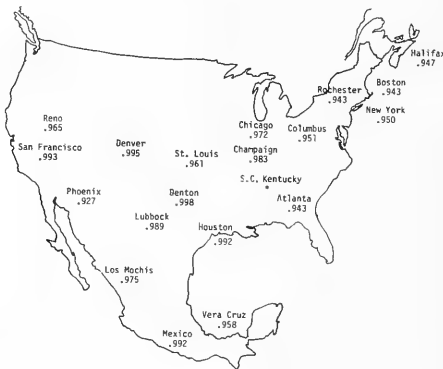 Halifax
.947
Boston
.943
Rochester
.943
New York
.950
Reno
.965
Chicago
.972
Columbus
.951
San Francisco
.993
Denver
.995
St. Louis
.961
Champaign
.983
S.C. Kentucky
Phoenix
.927
Denton
.998
Atlanta
.943
Lubbock
.989
Houston
.992
Los Mochis
.975
Vera Cruz
.958
Mexico
.992